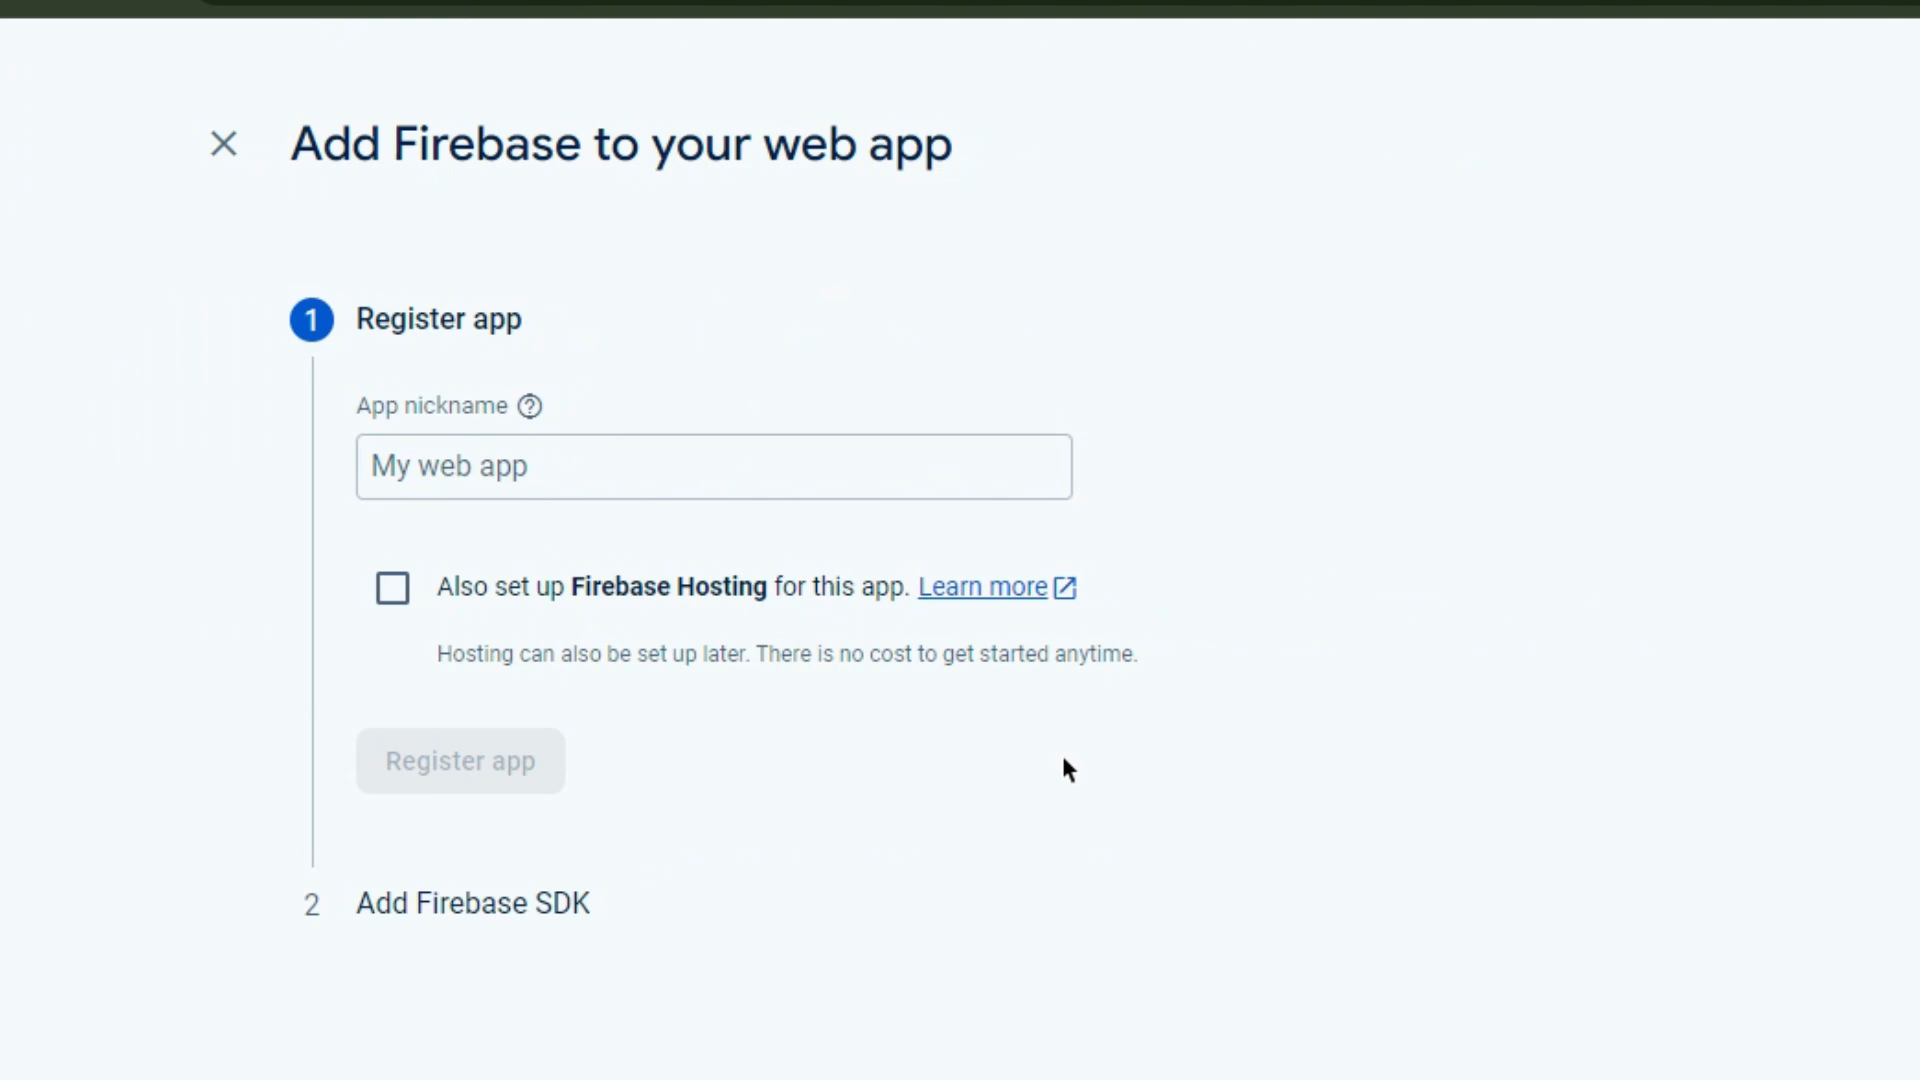 Add Firebase to your web app
1 Register app
App nickname
My web app
Also set up Firebase Hosting for this app. Learn more
Hosting can also be set up later. There is no cost to get started anytime.
Register app
2 Add Firebase SDK